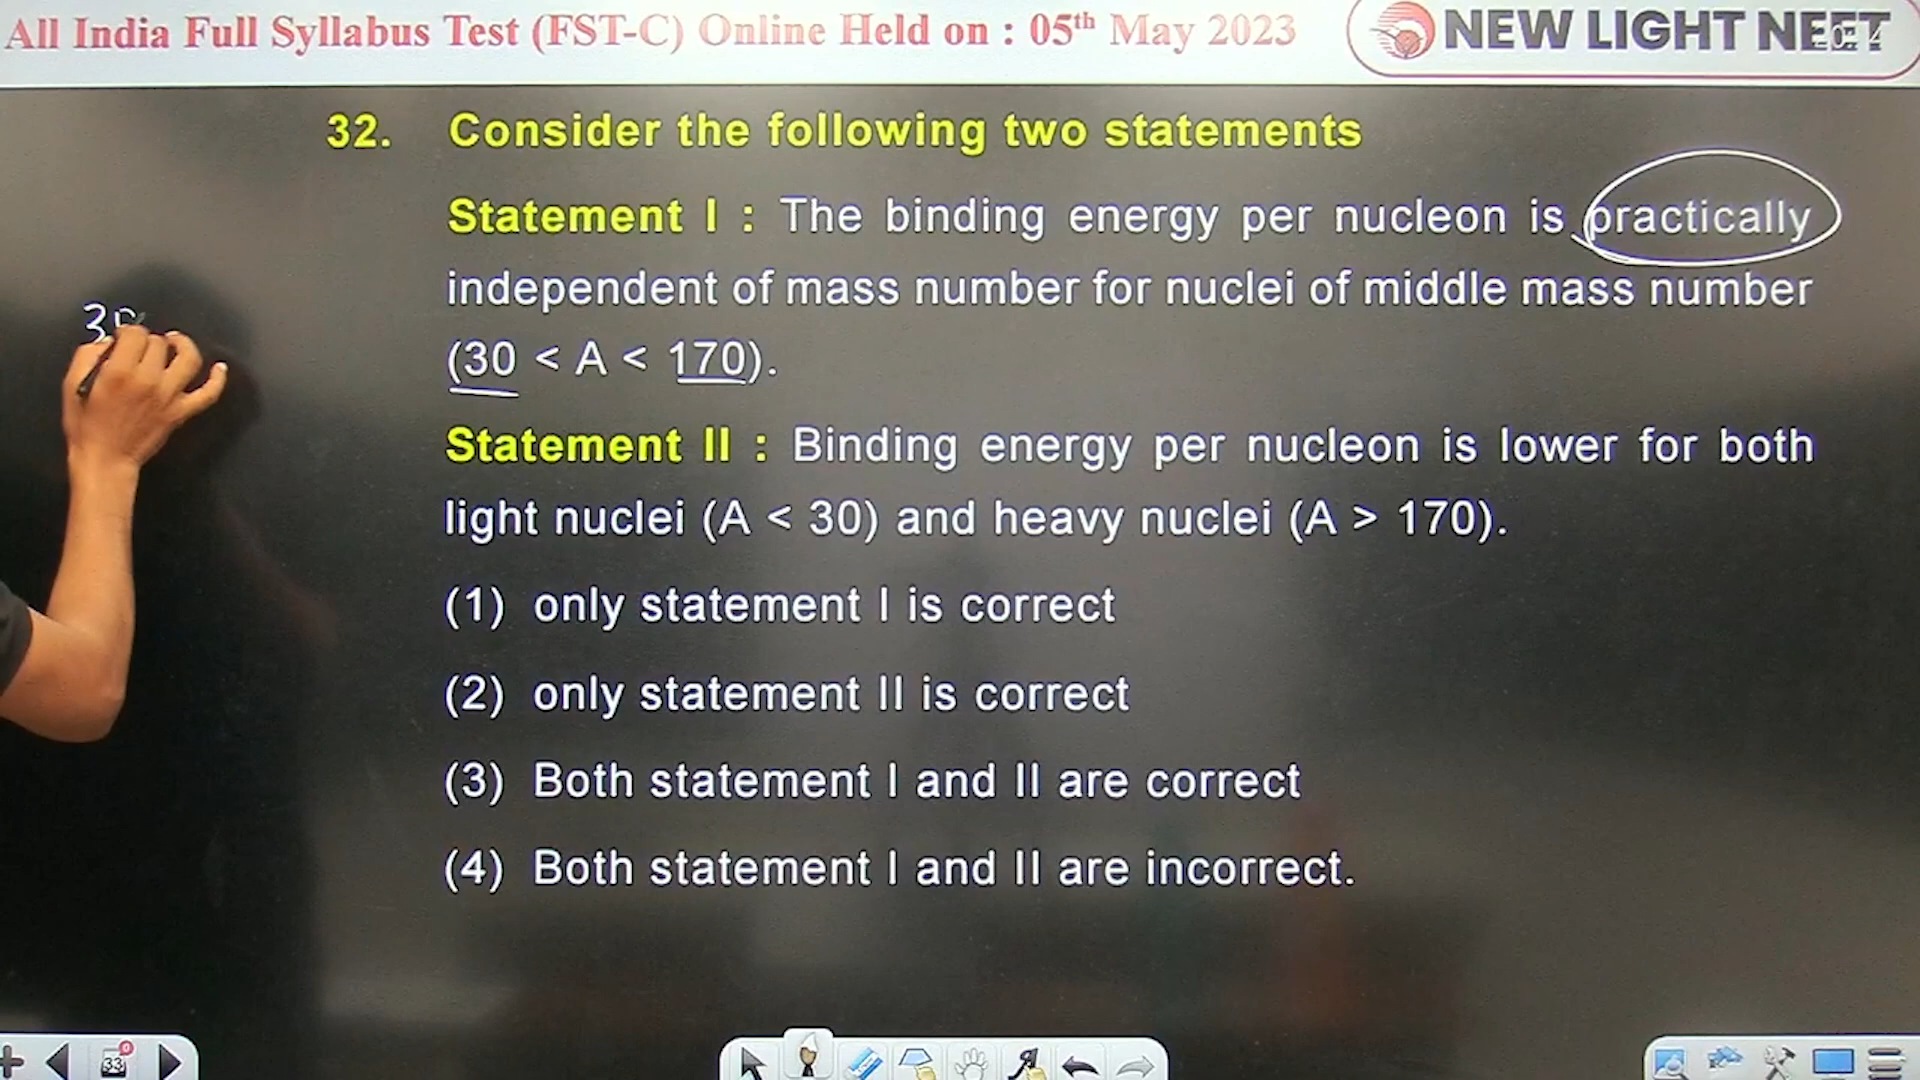 All India Full Syllabus Test (FST-C) Online Held on : 05th May 2023
NEW LIGHT NEET
32. Consider the following two statements
Statement I : The binding energy per nucleon is practically
independent of mass number for nuclei of middle mass number
(30 < A < 170).
Statement II : Binding energy per nucleon is lower for both
light nuclei (A < 30) and heavy nuclei (A > 170).
(1) only statement I is correct
(2) only statement II is correct
(3) Both statement I and II are correct
(4) Both statement I and II are incorrect.
33
0